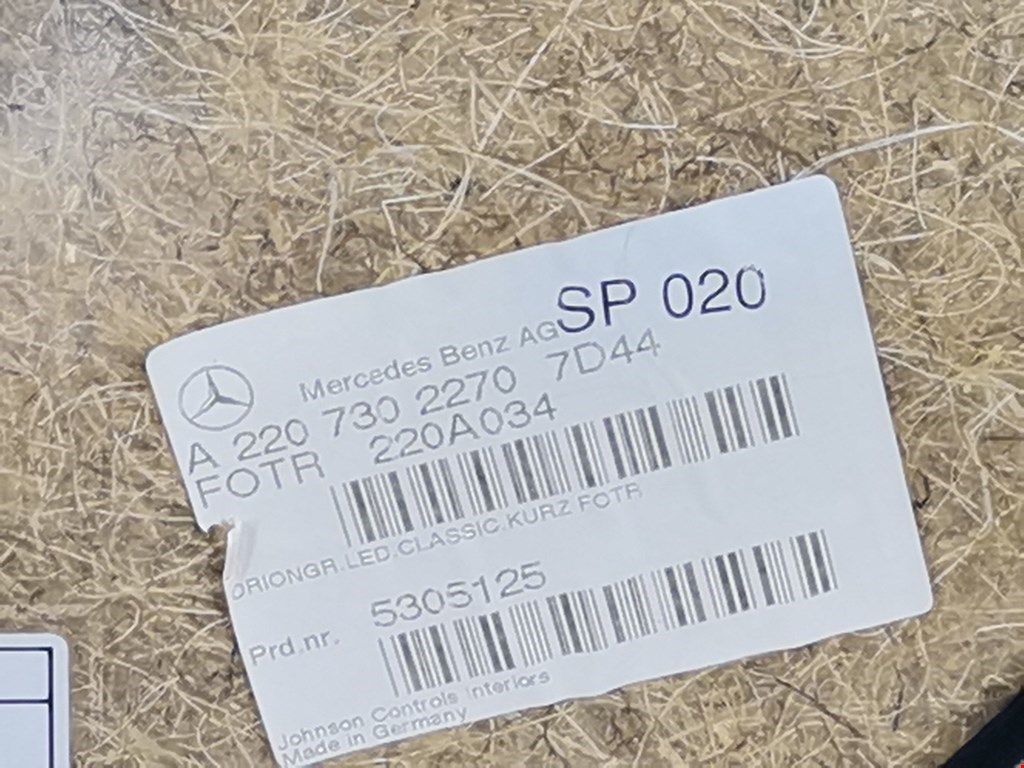 Mercedes Benz AG SP 020
A 220 730 2270 7D44
FOTR 220A034
ORIONGR.LED.CLASSIC.KURZ FOTR
Prd.nr. 5305125
Johnson Controls Interiors
Made in Germany